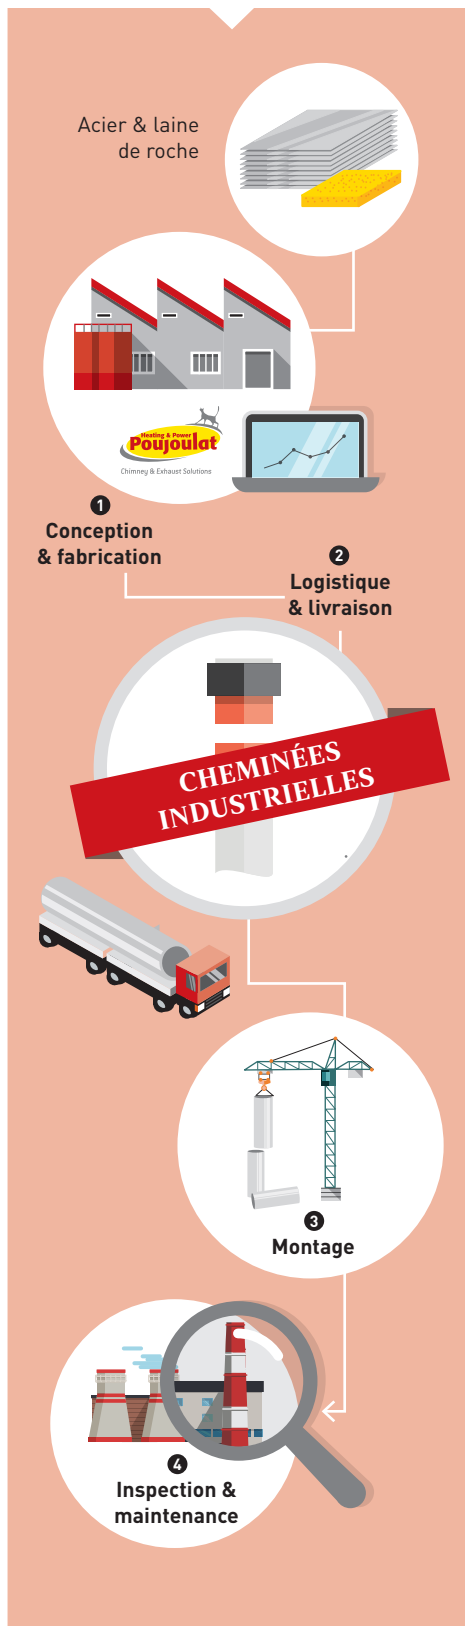 Acier & laine
de roche
Heating & Power
Poujoulat
Chimney & Exhaust Solutions
1
Conception
& fabrication
2
Logistique
& livraison
CHEMINÉES
INDUSTRIELLES
3
Montage
4
Inspection &
maintenance